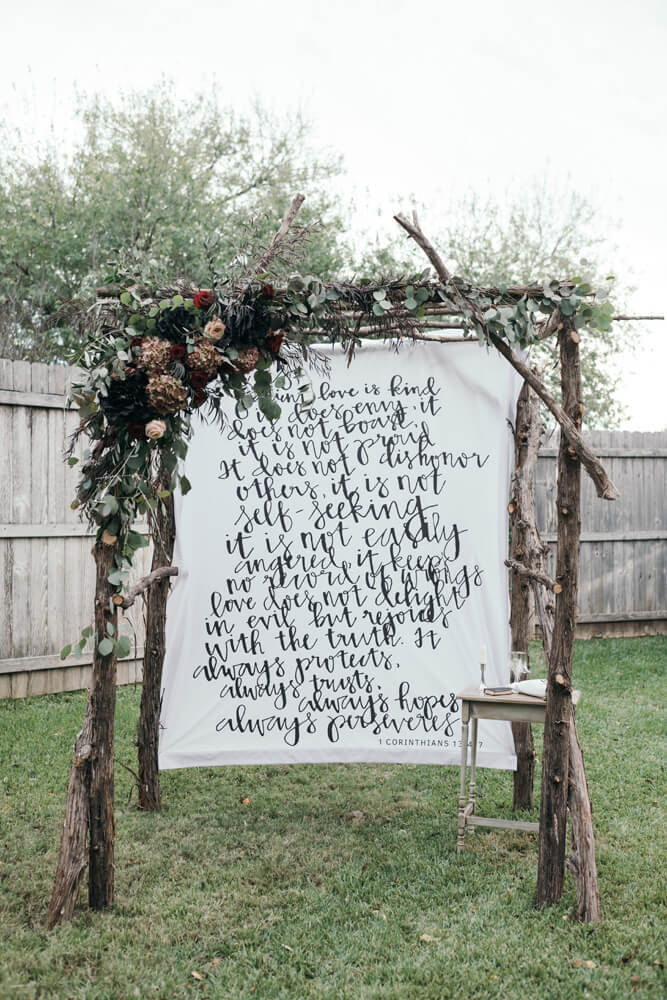 love is kind
it does envy, it
does not boast,
it is not proud
It does not dishonor
others, it is not
self-seeking
it is not easily
angered, it keeps
no record of wrongs
love does not delight
in evil but rejoices
with the truth. It
always protects,
always trusts,
always hopes
always perseveres
1 CORINTHIANS 13:4-7